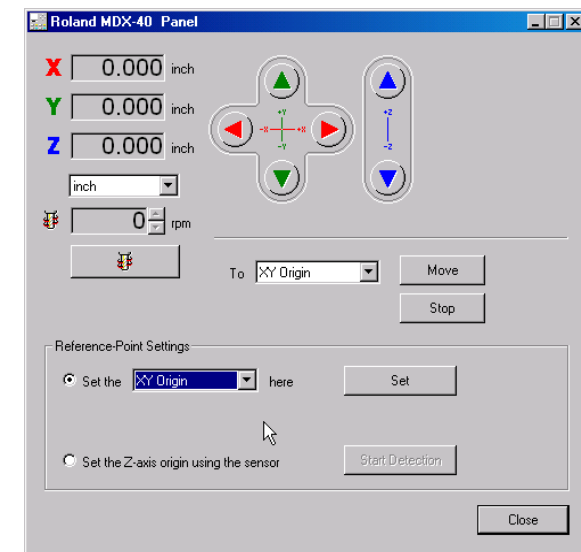 Roland MDX-40 Panel
X 0.000 inch
Y 0.000 inch
Z 0.000 inch
+Y
-X +X
-Y
+Z
-Z
inch
0 rpm
To XY Origin Move
Stop
Reference-Point Settings
Set the XY Origin here Set
Set the Z-axis origin using the sensor Start Detection
Close